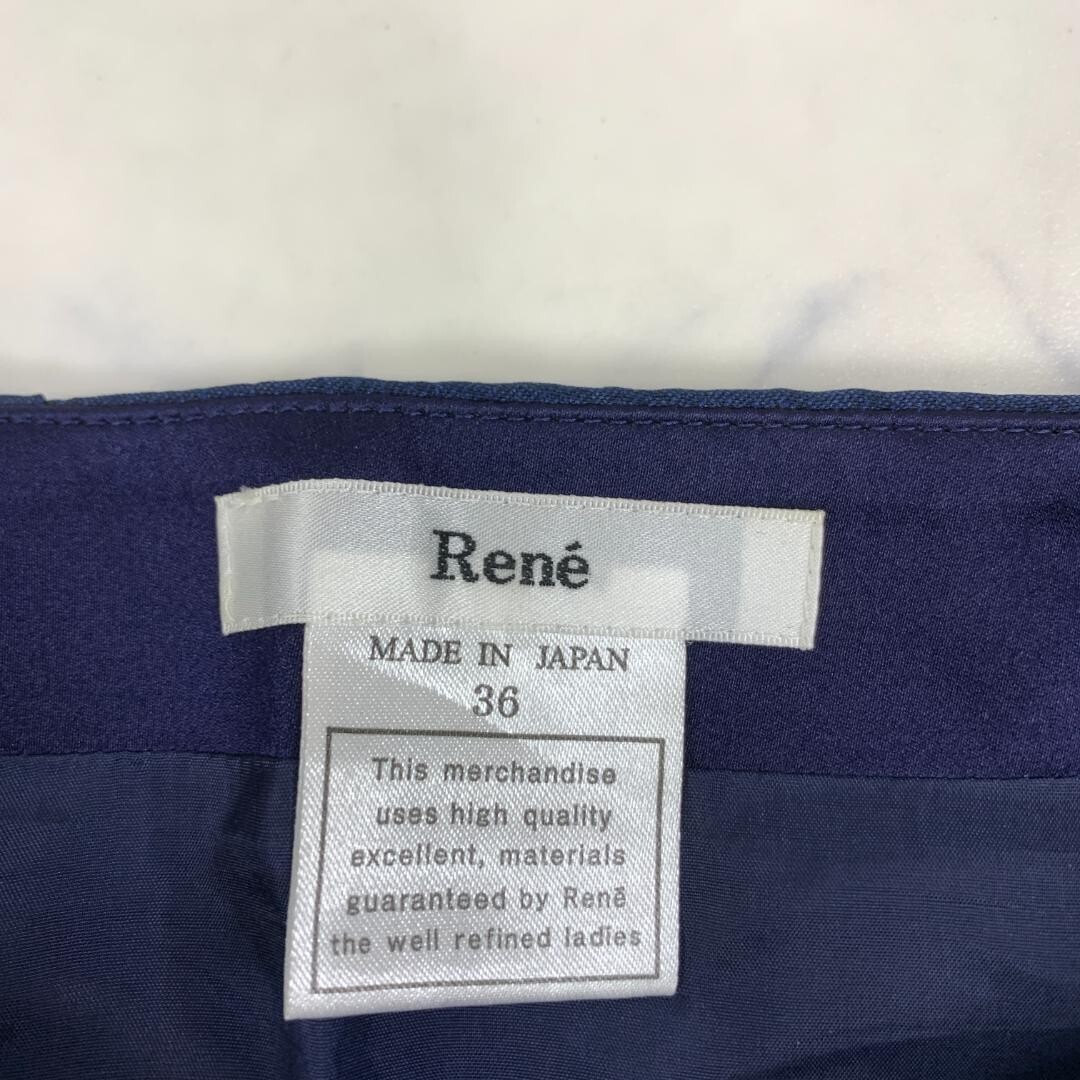 René
MADE IN JAPAN
36
This merchandise
uses high quality
excellent, materials
guaranteed by Renē
the well refined ladies